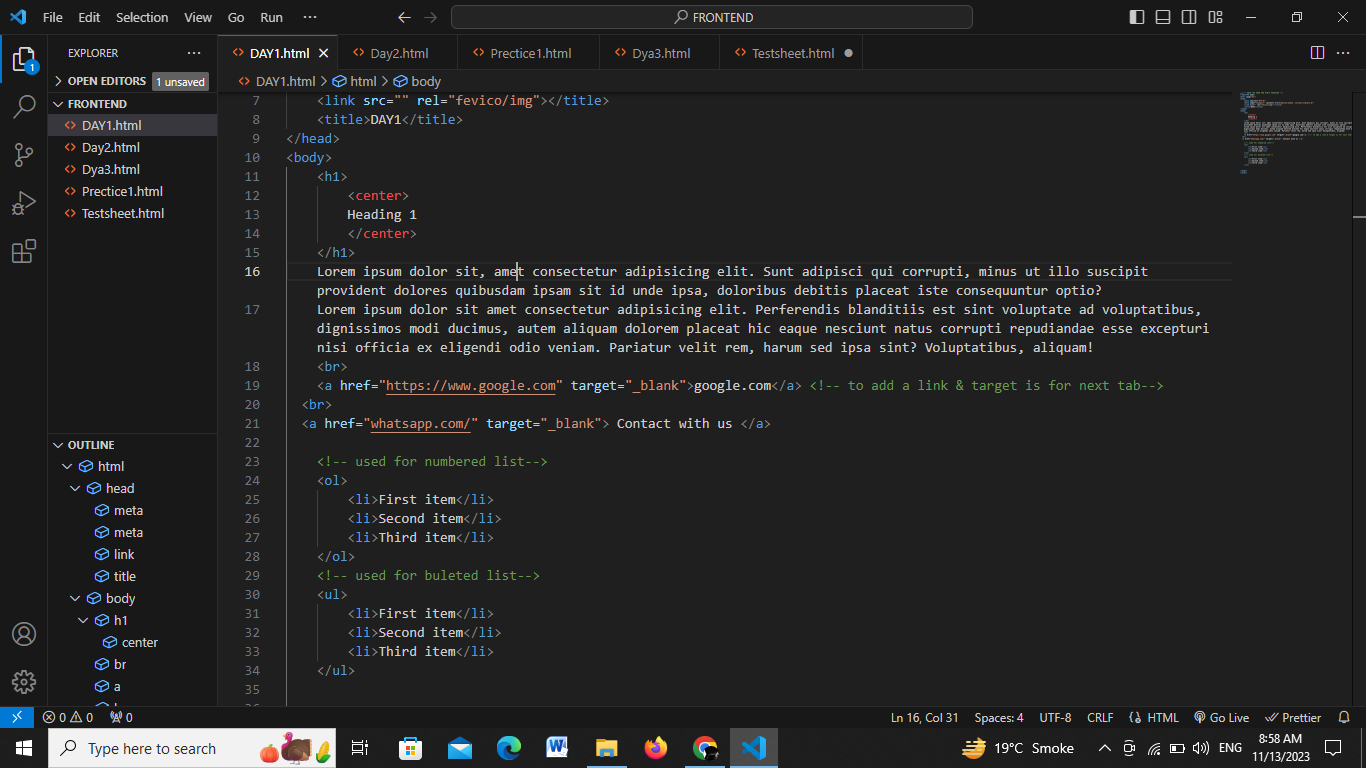 File Edit Selection View Go Run ···
FRONTEND
EXPLORER ···
DAY1.html
Day2.html
Prectice1.html
Dya3.html
Testsheet.html
OPEN EDITORS 1 unsaved
DAY1.html > html > body
FRONTEND
DAY1.html
Day2.html
Dya3.html
Prectice1.html
Testsheet.html
OUTLINE
html
head
meta
meta
link
title
body
h1
center
br
a
7 <link src="" rel="fevico/img"></title>
8 <title>DAY1</title>
9 </head>
10 <body>
11 <h1>
12 <center>
13 Heading 1
14 </center>
15 </h1>
16 Lorem ipsum dolor sit, amet consectetur adipisicing elit. Sunt adipisci qui corrupti, minus ut illo suscipit
provident dolores quibusdam ipsam sit id unde ipsa, doloribus debitis placeat iste consequuntur optio?
17 Lorem ipsum dolor sit amet consectetur adipisicing elit. Perferendis blanditiis est sint voluptate ad voluptatibus,
dignissimos modi ducimus, autem aliquam dolorem placeat hic eaque nesciunt natus corrupti repudiandae esse excepturi
nisi officia ex eligendi odio veniam. Pariatur velit rem, harum sed ipsa sint? Voluptatibus, aliquam!
18 <br>
19 <a href="https://www.google.com" target="_blank">google.com</a> <!-- to add a link & target is for next tab-->
20 <br>
21 <a href="whatsapp.com/" target="_blank"> Contact with us </a>
22
23 <!-- used for numbered list-->
24 <ol>
25 <li>First item</li>
26 <li>Second item</li>
27 <li>Third item</li>
28 </ol>
29 <!-- used for buleted list-->
30 <ul>
31 <li>First item</li>
32 <li>Second item</li>
33 <li>Third item</li>
34 </ul>
35
0 0 0
Ln 16, Col 31 Spaces: 4 UTF-8 CRLF HTML Go Live Prettier
Type here to search
19°C Smoke
ENG
8:58 AM
11/13/2023